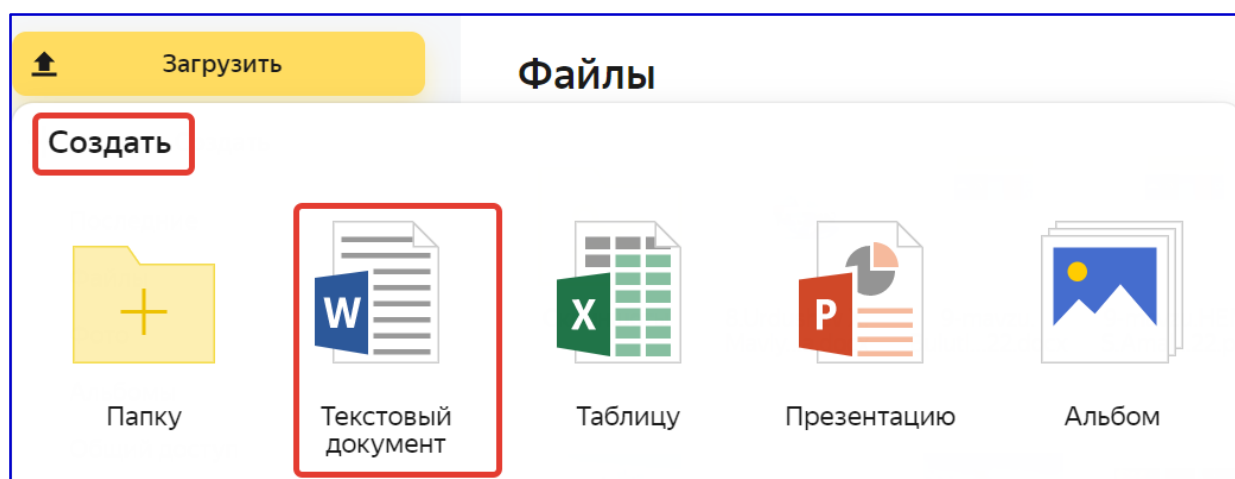 Загрузить
Файлы
Создать
W
X
P
Папку
Текстовый
документ
Таблицу
Презентацию
Альбом